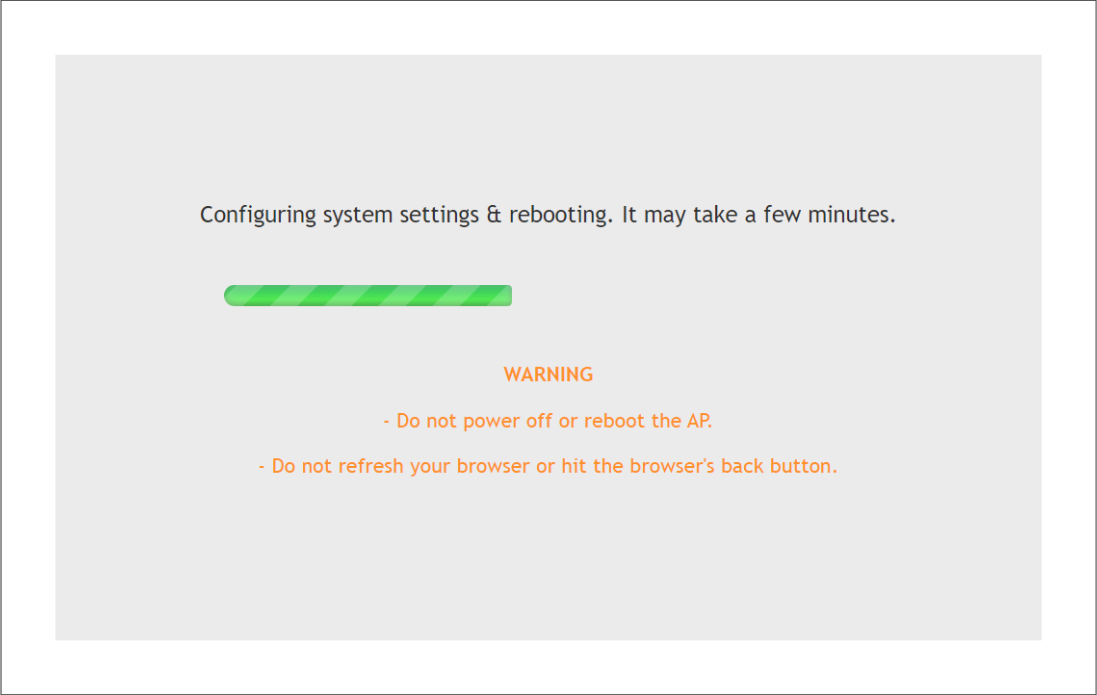 Configuring system settings & rebooting. It may take a few minutes.
WARNING
- Do not power off or reboot the AP.
- Do not refresh your browser or hit the browser's back button.